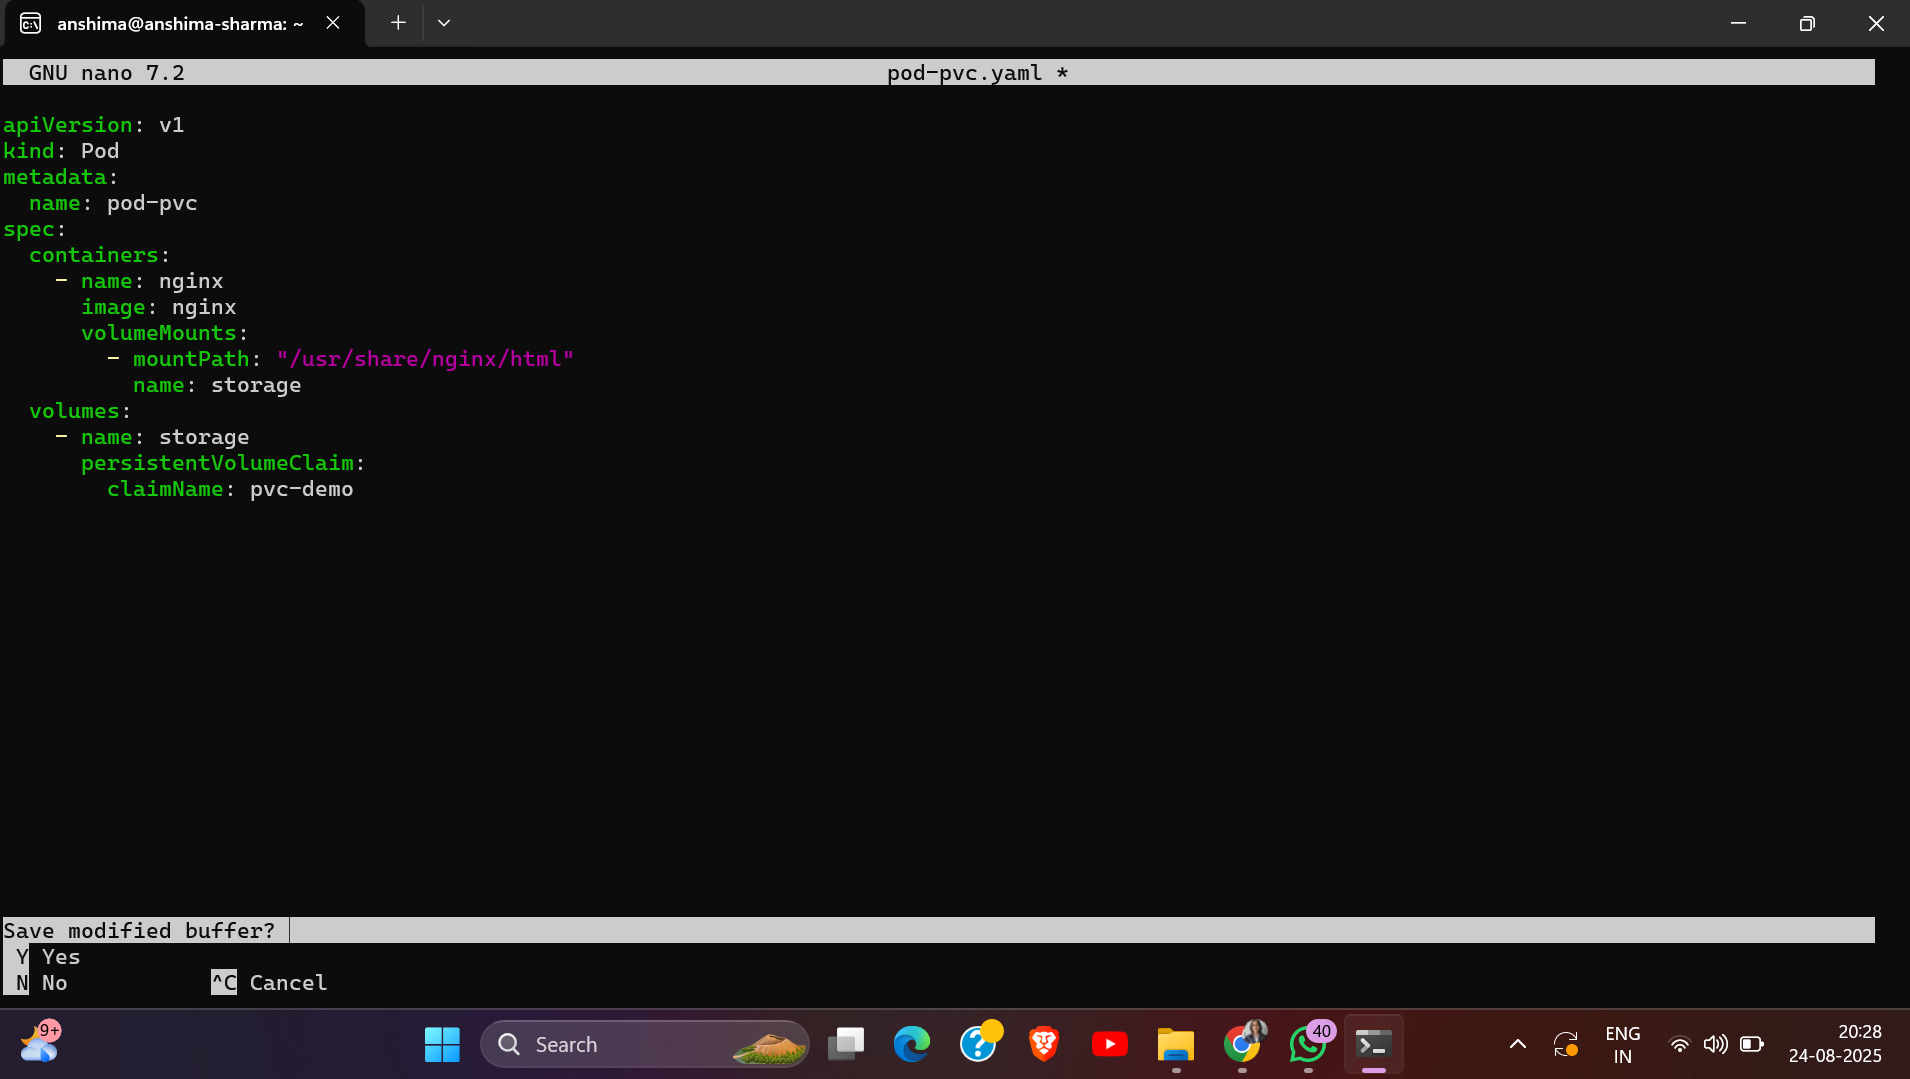 anshima@anshima-sharma: ~
GNU nano 7.2 pod-pvc.yaml *
apiVersion: v1
kind: Pod
metadata:
  name: pod-pvc
spec:
  containers:
    - name: nginx
      image: nginx
      volumeMounts:
        - mountPath: "/usr/share/nginx/html"
          name: storage
  volumes:
    - name: storage
      persistentVolumeClaim:
        claimName: pvc-demo
Save modified buffer?
Y Yes
N No ^C Cancel
9+
Search
40
ENG
IN
20:28
24-08-2025